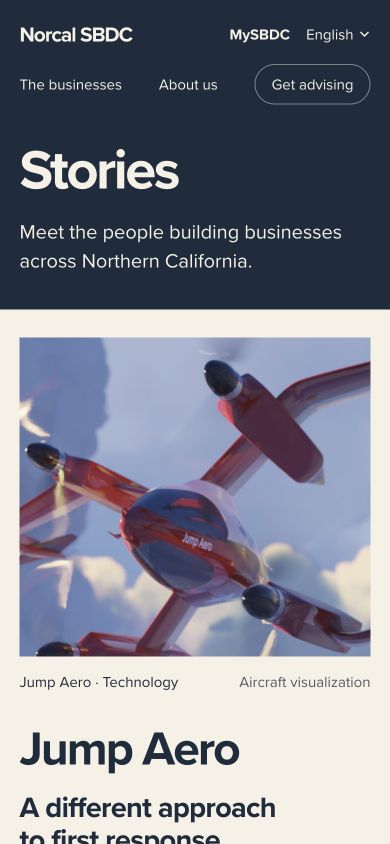 Norcal SBDC
MySBDC
English
The businesses
About us
Get advising
Stories
Meet the people building businesses
across Northern California.
Jump Aero
Jump Aero · Technology
Aircraft visualization
Jump Aero
A different approach
to first response